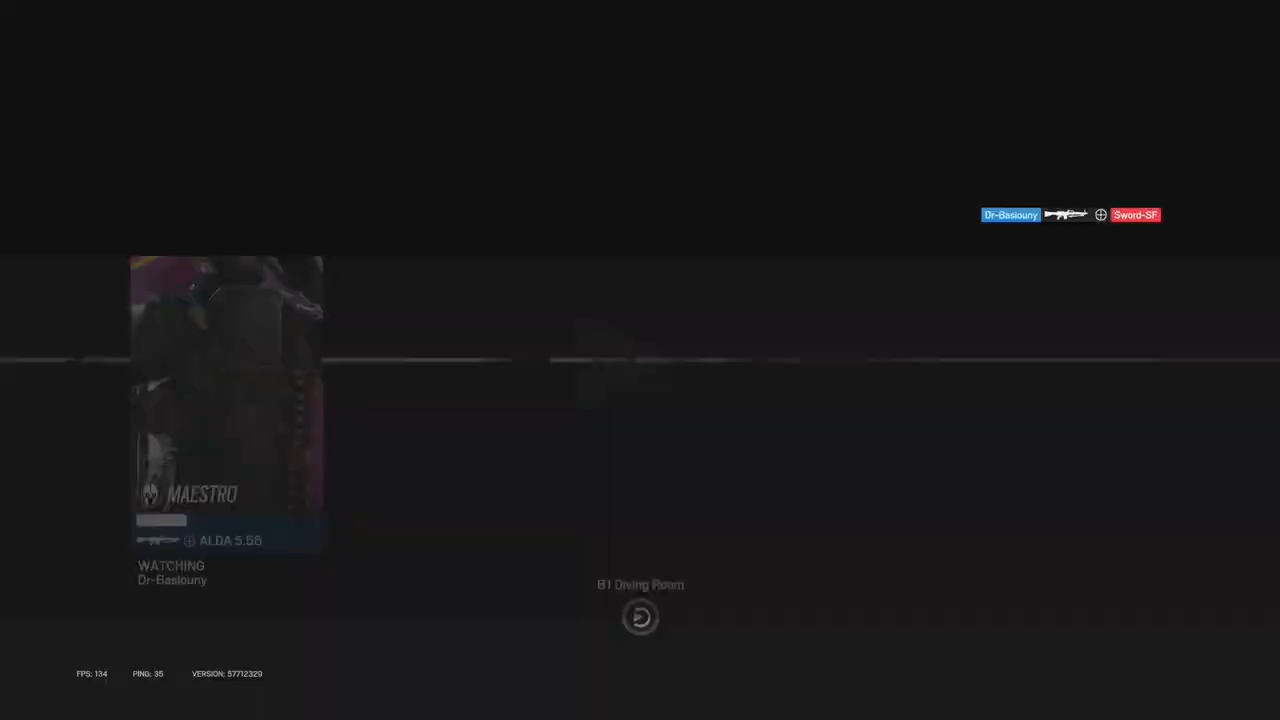 Dr-Basiouny Sword-SF
MAESTRO
ALDA 5.56
WATCHING
Dr-Basiouny
B1 Diving Room
FPS: 134 PING: 35 VERSION: 57712329